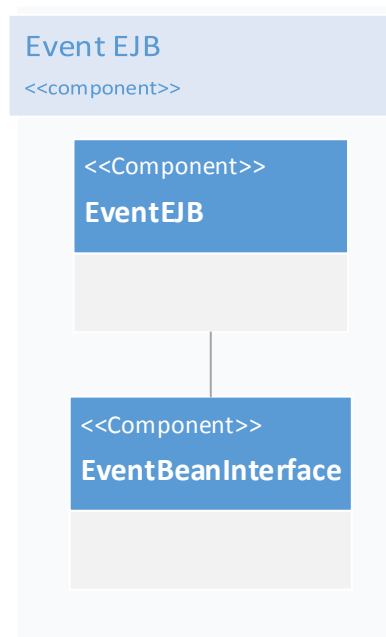 Event EJB
<<component>>
<<Component>>
EventEJB
<<Component>>
EventBeanInterface